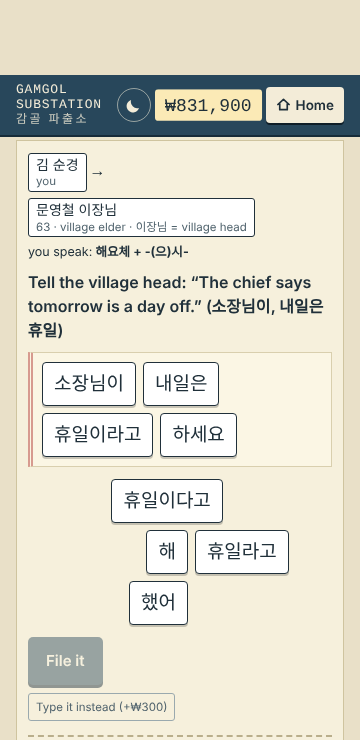 GAMGOL
SUBSTATION
감골 파출소
₩831,900
Home
김 순경
you
→
문영철 이장님
63 · village elder · 이장님 = village head
you speak: 해요체 + -(으)시-
Tell the village head: “The chief says
tomorrow is a day off.” (소장님이, 내일은
휴일)
소장님이 내일은
휴일이라고 하세요
휴일이다고
해 휴일라고
했어
File it
Type it instead (+₩300)